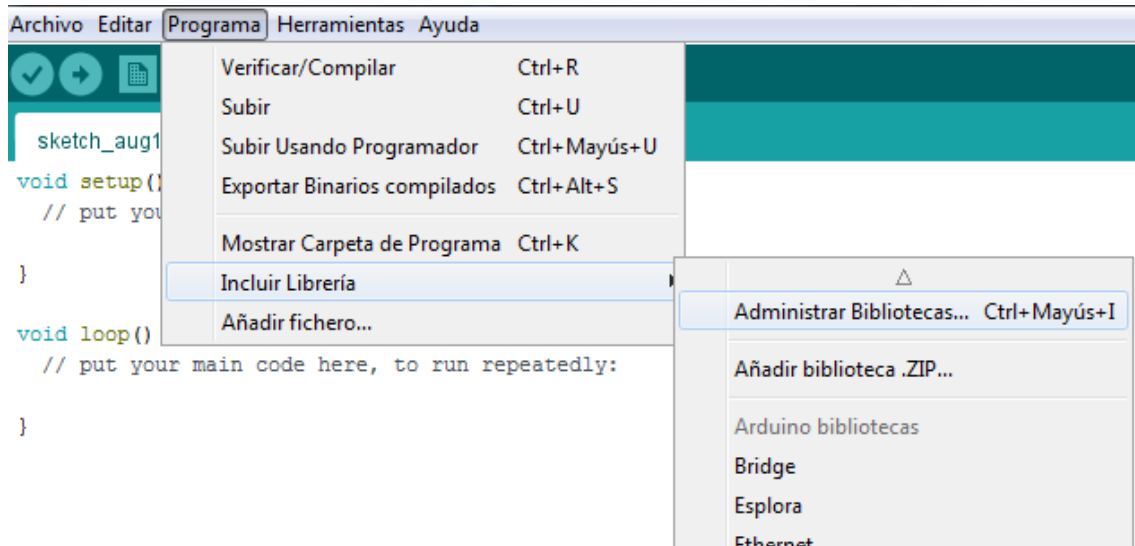 Archivo Editar Programa Herramientas Ayuda
Verificar/Compilar Ctrl+R
Subir Ctrl+U
sketch_aug1
Subir Usando Programador Ctrl+Mayús+U
void setup()
Exportar Binarios compilados Ctrl+Alt+S
// put you
Mostrar Carpeta de Programa Ctrl+K
}
Incluir Librería
Administrar Bibliotecas... Ctrl+Mayús+I
Añadir fichero...
void loop()
// put your main code here, to run repeatedly:
Añadir biblioteca .ZIP...
}
Arduino bibliotecas
Bridge
Esplora
Ethernet